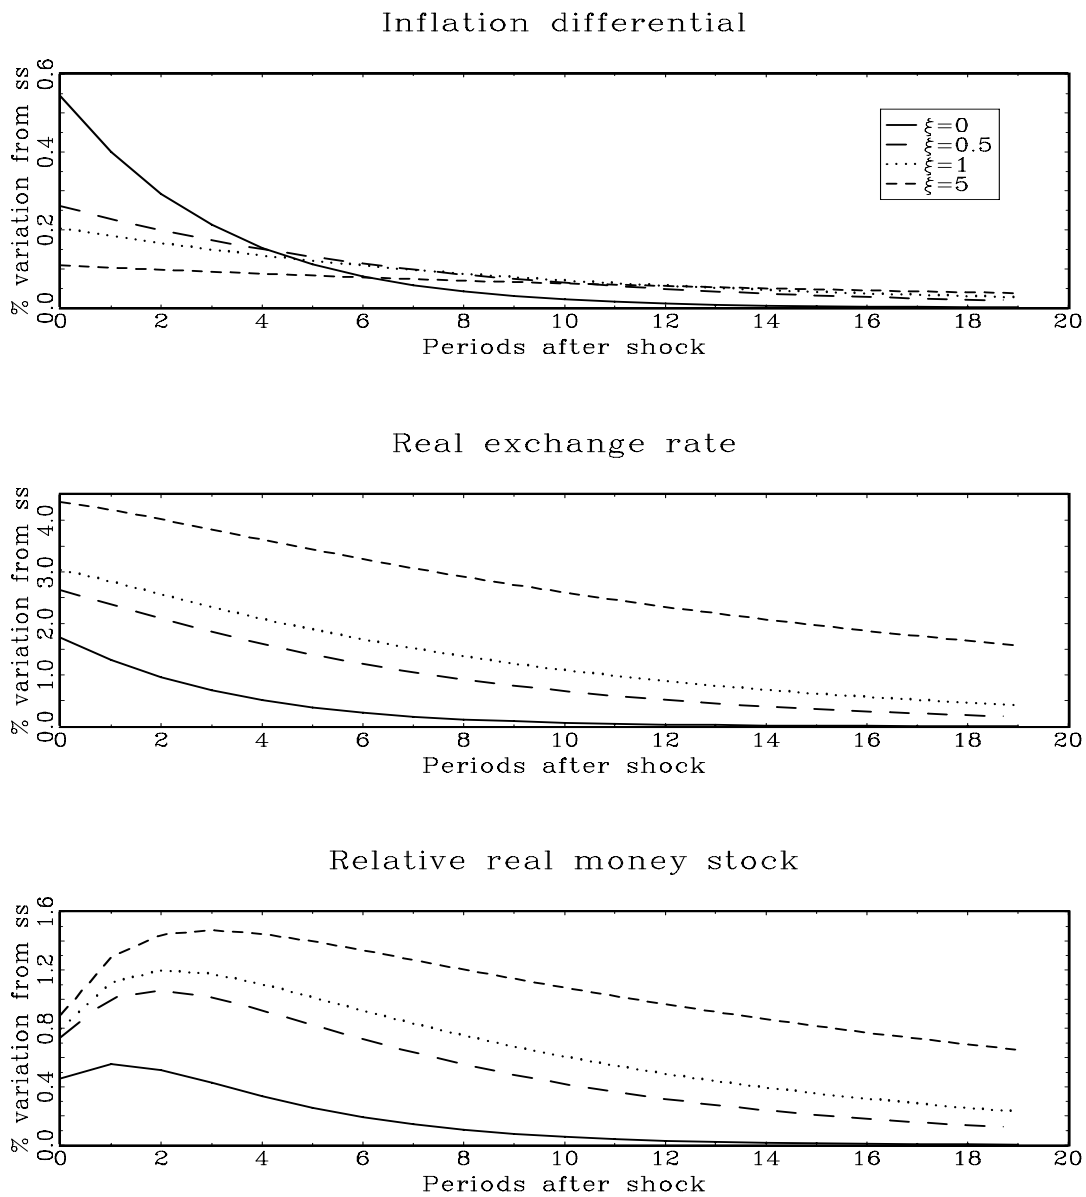 Inflation differential
% variation from ss
0.6
0.4
0.2
0.0
ξ=0
ξ=0.5
ξ=1
ξ=5
0 2 4 6 8 10 12 14 16 18 20
Periods after shock
Real exchange rate
% variation from ss
4.0
3.0
2.0
1.0
0.0
0 2 4 6 8 10 12 14 16 18 20
Periods after shock
Relative real money stock
% variation from ss
1.6
1.2
0.8
0.4
0.0
0 2 4 6 8 10 12 14 16 18 20
Periods after shock